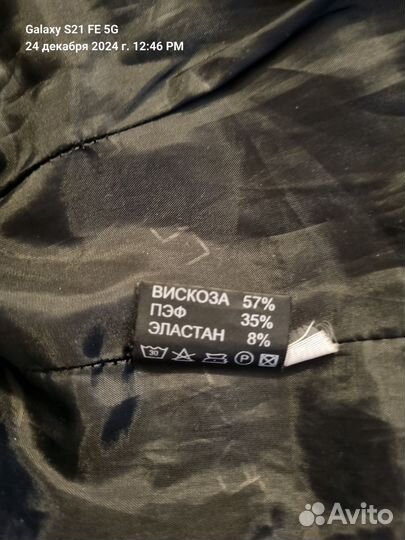 Galaxy S21 FE 5G
24 декабря 2024 г. 12:46 PM
ВИСКОЗА 57%
ПЭФ 35%
ЭЛАСТАН 8%
30 P
Avito